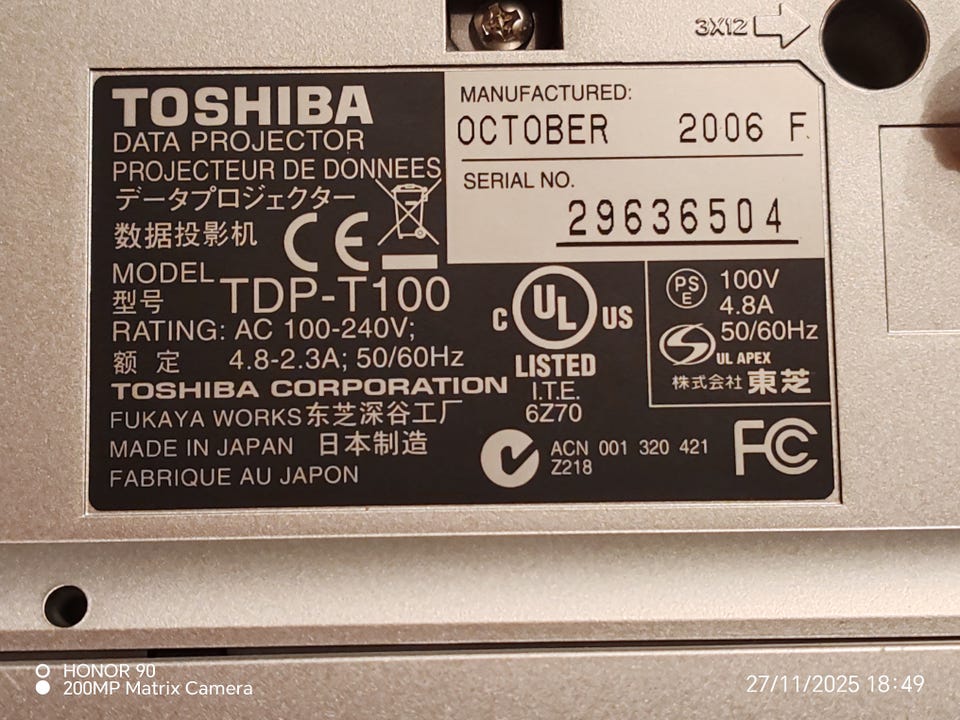 3X12
TOSHIBA
DATA PROJECTOR
PROJECTEUR DE DONNEES
データプロジェクター
数据投影机
CE
MODEL
型号
TDP-T100
RATING: AC 100-240V;
额定 4.8-2.3A; 50/60Hz
TOSHIBA CORPORATION
FUKAYA WORKS 东芝深谷工厂
MADE IN JAPAN 日本制造
FABRIQUE AU JAPON
MANUFACTURED:
OCTOBER 2006 F
SERIAL NO.
29636504
C UL US
LISTED
I.T.E.
6Z70
PS
E
100V
4.8A
50/60Hz
S UL APEX
株式会社 東芝
ACN 001 320 421
Z218
FC
HONOR 90
200MP Matrix Camera
27/11/2025 18:49